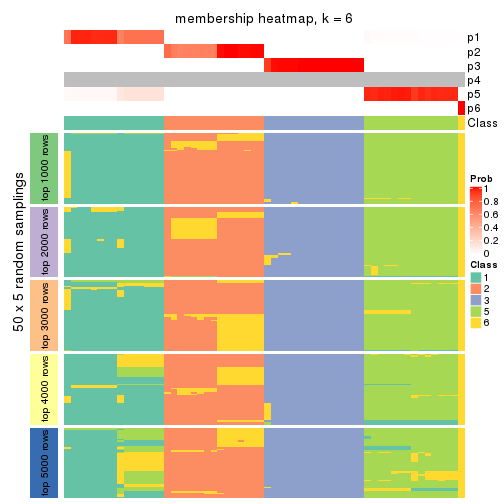 membership heatmap, k = 6
p1
p2
p3
p4
p5
p6
Class
50 x 5 random samplings
top 1000 rows
top 2000 rows
top 3000 rows
top 4000 rows
top 5000 rows
Prob
1
0.8
0.6
0.4
0.2
0
Class
1
2
3
5
6